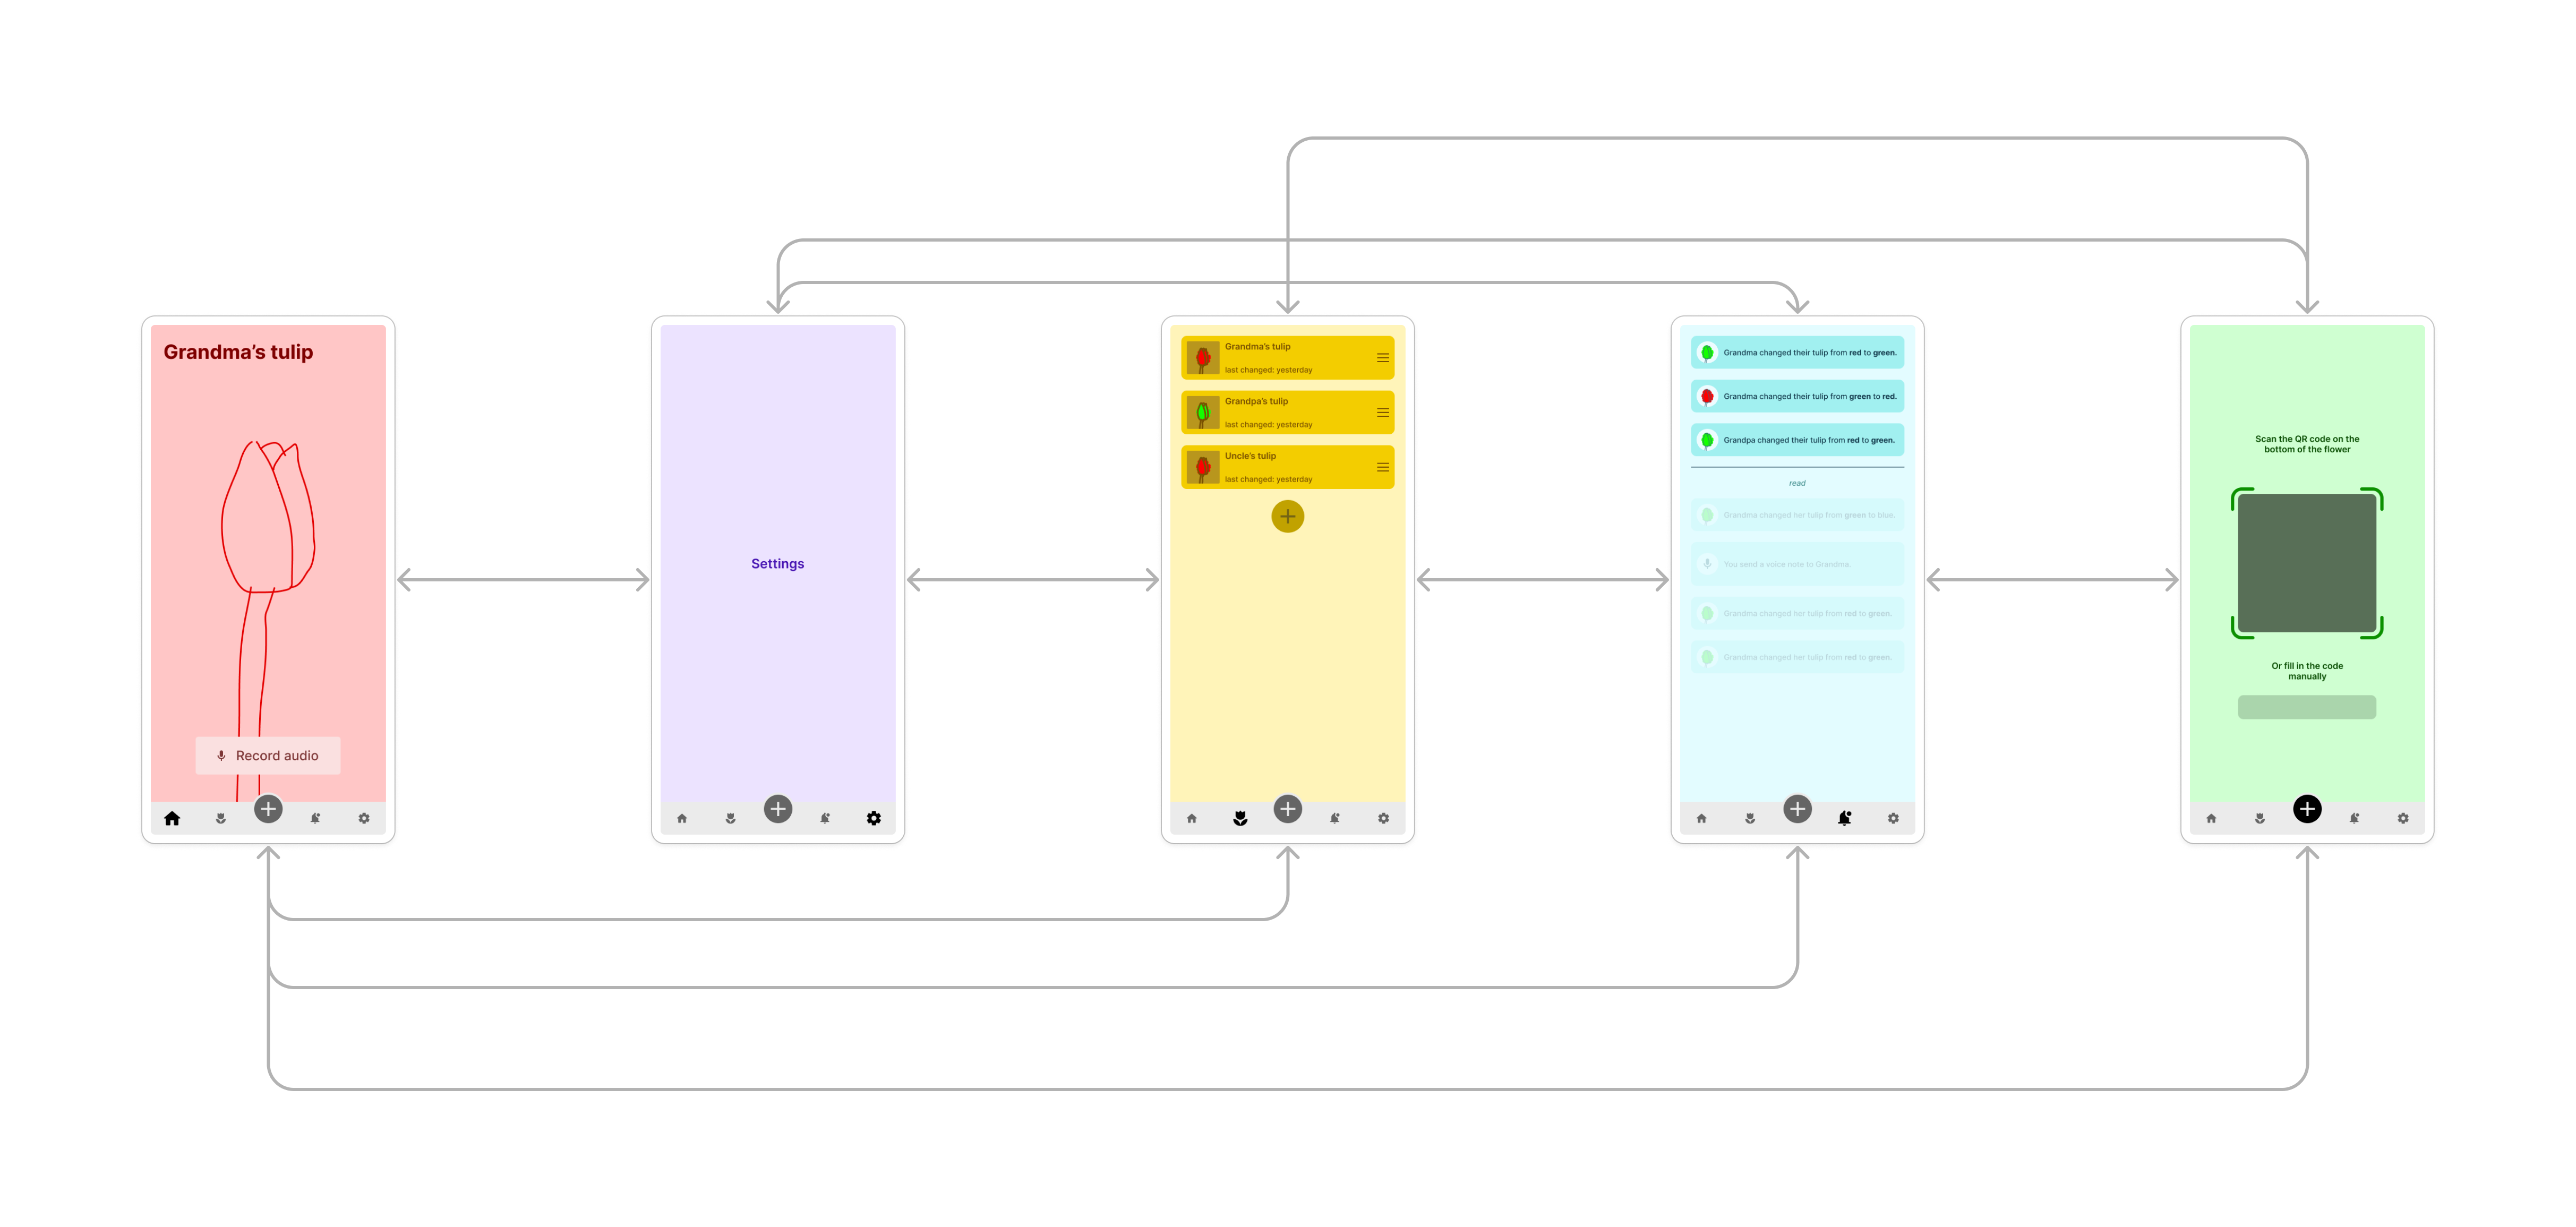 Grandma’s tulip
Record audio
Settings
Grandma’s tulip
last changed: yesterday
Grandpa’s tulip
last changed: yesterday
Uncle’s tulip
last changed: yesterday
Grandma changed their tulip from red to green.
Grandma changed their tulip from green to red.
Grandpa changed their tulip from red to green.
read
Grandma changed her tulip from green to blue.
You send a voice note to Grandma.
Grandma changed her tulip from red to green.
Grandma changed her tulip from red to green.
Scan the QR code on the
bottom of the flower
Or fill in the code
manually